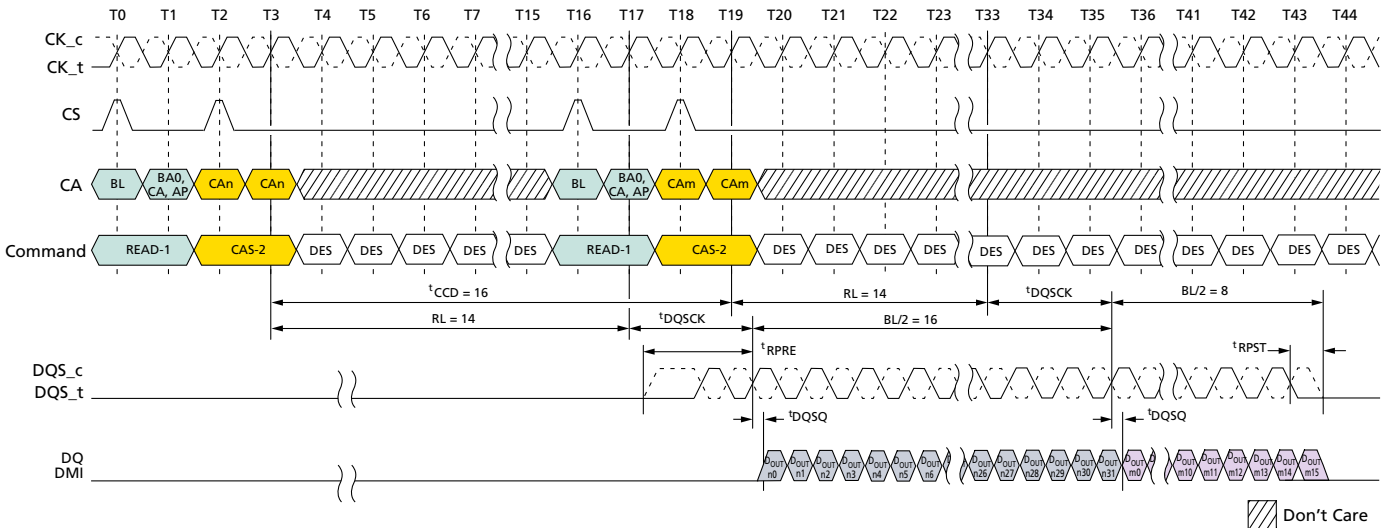 T0 T1 T2 T3 T4 T5 T6 T7 T15 T16 T17 T18 T19 T20 T21 T22 T23 T33 T34 T35 T36 T41 T42 T43 T44
CK_c
CK_t
CS
CA BL BA0, CA, AP CAn CAn BL BA0, CA, AP CAm CAm
Command READ-1 CAS-2 DES DES DES DES DES READ-1 CAS-2 DES DES DES DES DES DES DES DES DES DES DES DES
tCCD = 16 RL = 14 tDQSCK BL/2 = 8
RL = 14 tDQSCK BL/2 = 16
tRPRE tRPST
DQS_c
DQS_t
tDQSQ tDQSQ
DQ
DMI
DOUT n0 DOUT n1 DOUT n2 DOUT n3 DOUT n4 DOUT n5 DOUT n6 DOUT n26 DOUT n27 DOUT n28 DOUT n29 DOUT n30 DOUT n31 DOUT m0 D DOUT m10 DOUT m11 DOUT m12 DOUT m13 DOUT m14 DOUT m15
Don't Care